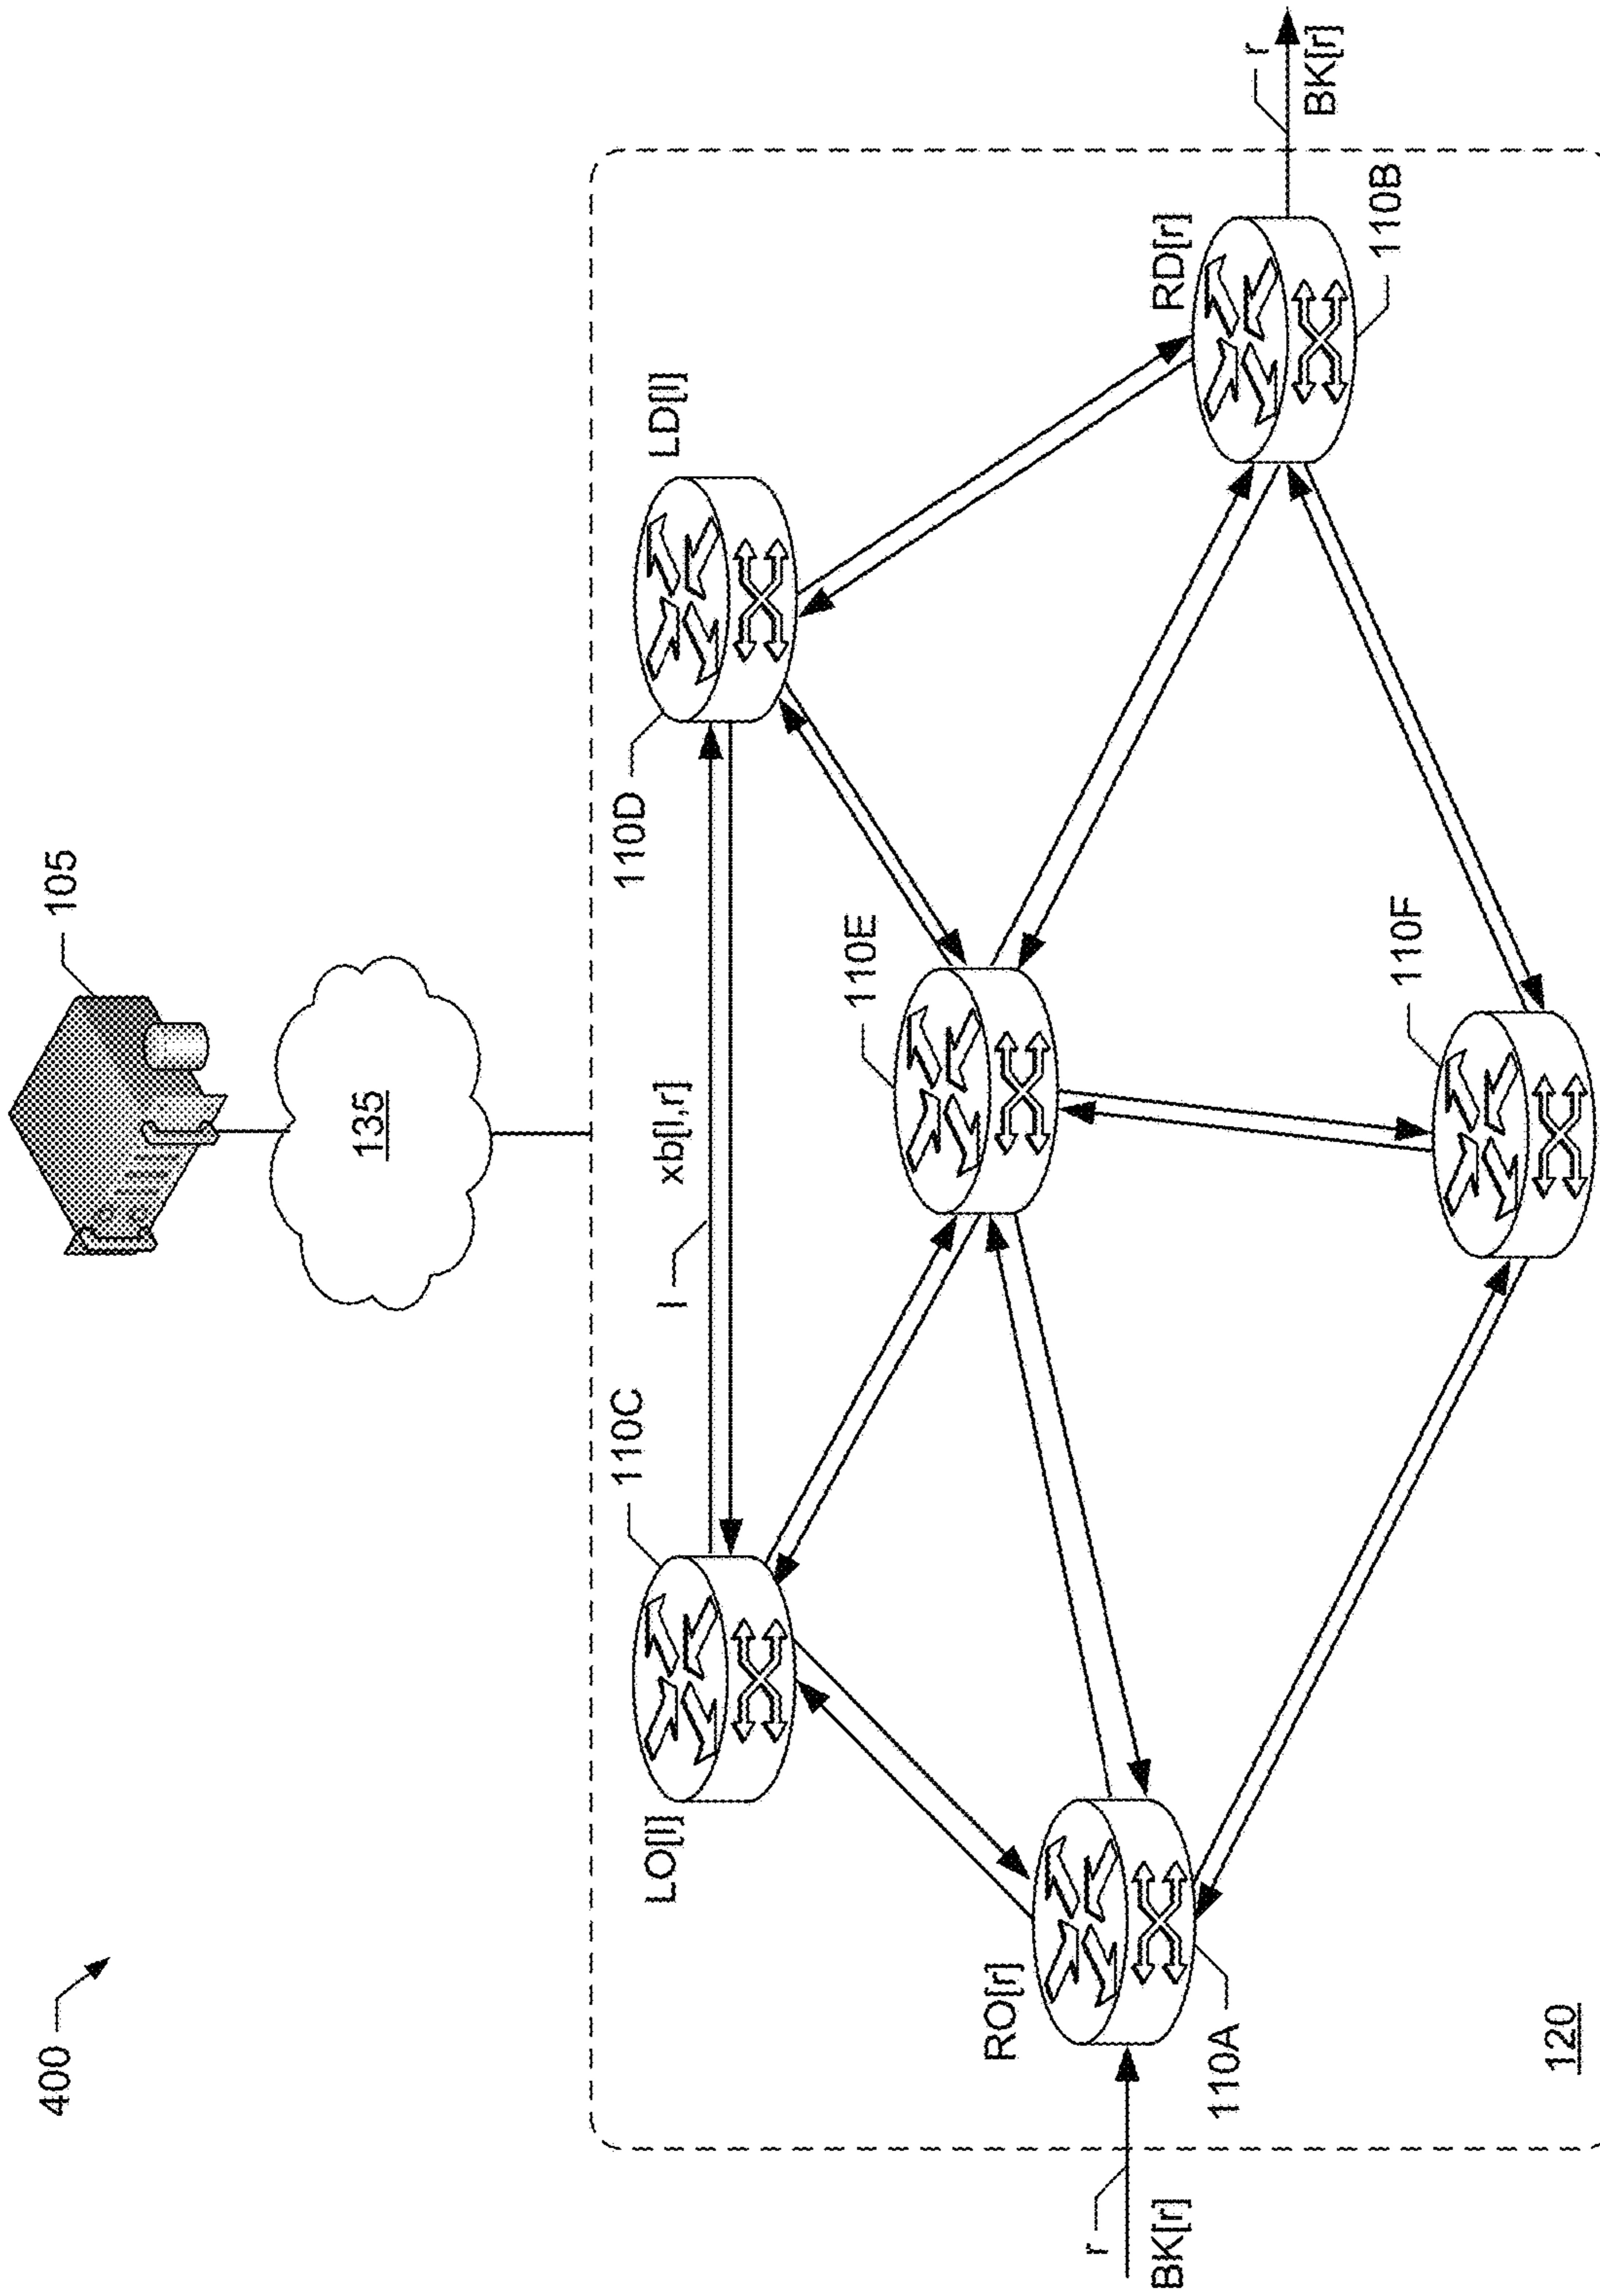 400
105
135
LO[l]
110C
l
xb[l,r]
110D
LD[l]
110E
RO[r]
110A
r
BK[r]
RD[r]
110B
r
BK[r]
110F
120